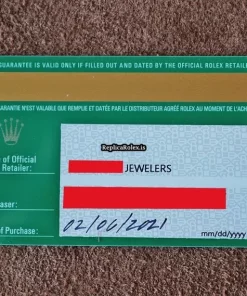 GUARANTEE IS VALID ONLY IF FILLED OUT AND DATED BY THE OFFICIAL ROLEX RETAILER
GARANTIE N'EST VALABLE QUE REMPLIE ET DATÉE PAR LE DISTRIBUTEUR AGRÉÉ ROLEX AU MOMENT DE
ReplicaRolex.is
e of Official
Retailer:
JEWELERS
aser:
of Purchase:
02/06/2021
mm/dd/yyyy